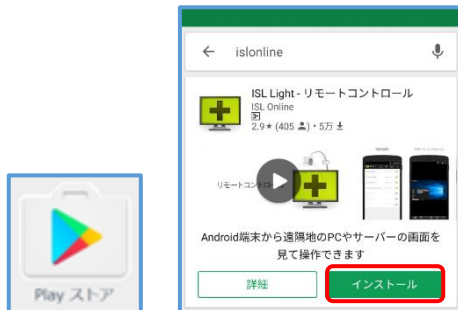 Play ストア
islonline
ISL Light - リモートコントロール
ISL Online
2.9★ (405 ) • 5万
リモートコントロール
Android端末から遠隔地のPCやサーバーの画面を
見て操作できます
詳細
インストール